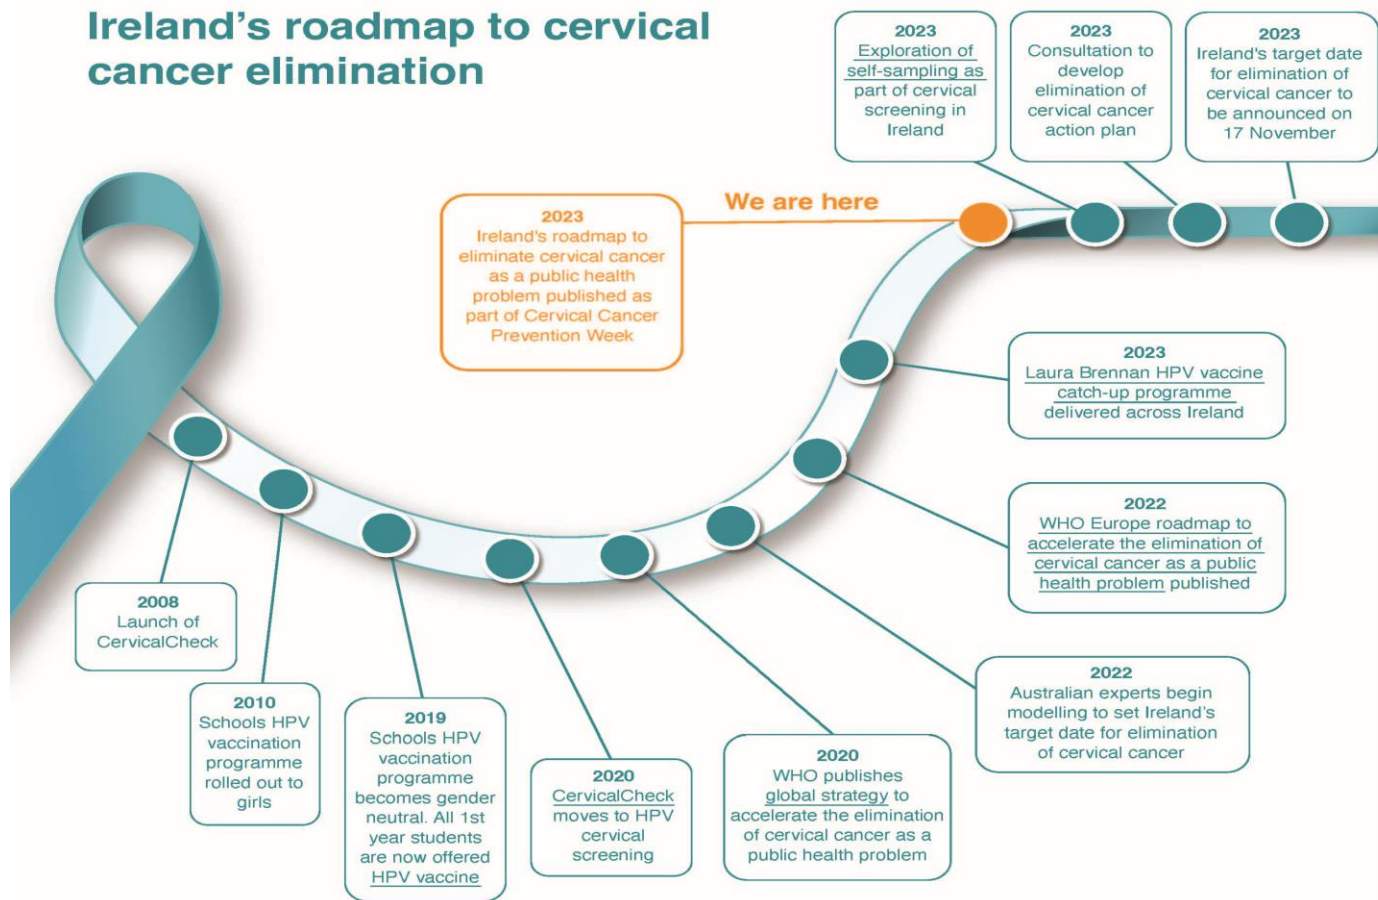 Ireland's roadmap to cervical
cancer elimination
2008
Launch of
CervicalCheck
2010
Schools HPV
vaccination
programme
rolled out to
girls
2019
Schools HPV
vaccination
programme
becomes gender
neutral. All 1st
year students
are now offered
HPV vaccine
2020
CervicalCheck
moves to HPV
cervical
screening
2020
WHO publishes
global strategy to
accelerate the elimination
of cervical cancer as a
public health problem
2022
Australian experts begin
modelling to set Ireland's
target date for elimination
of cervical cancer
2022
WHO Europe roadmap to
accelerate the elimination of
cervical cancer as a public
health problem published
2023
Laura Brennan HPV vaccine
catch-up programme
delivered across Ireland
We are here
2023
Ireland's roadmap to
eliminate cervical cancer
as a public health
problem published as
part of Cervical Cancer
Prevention Week
2023
Exploration of
self-sampling as
part of cervical
screening in
Ireland
2023
Consultation to
develop
elimination of
cervical cancer
action plan
2023
Ireland's target date
for elimination of
cervical cancer to
be announced on
17 November